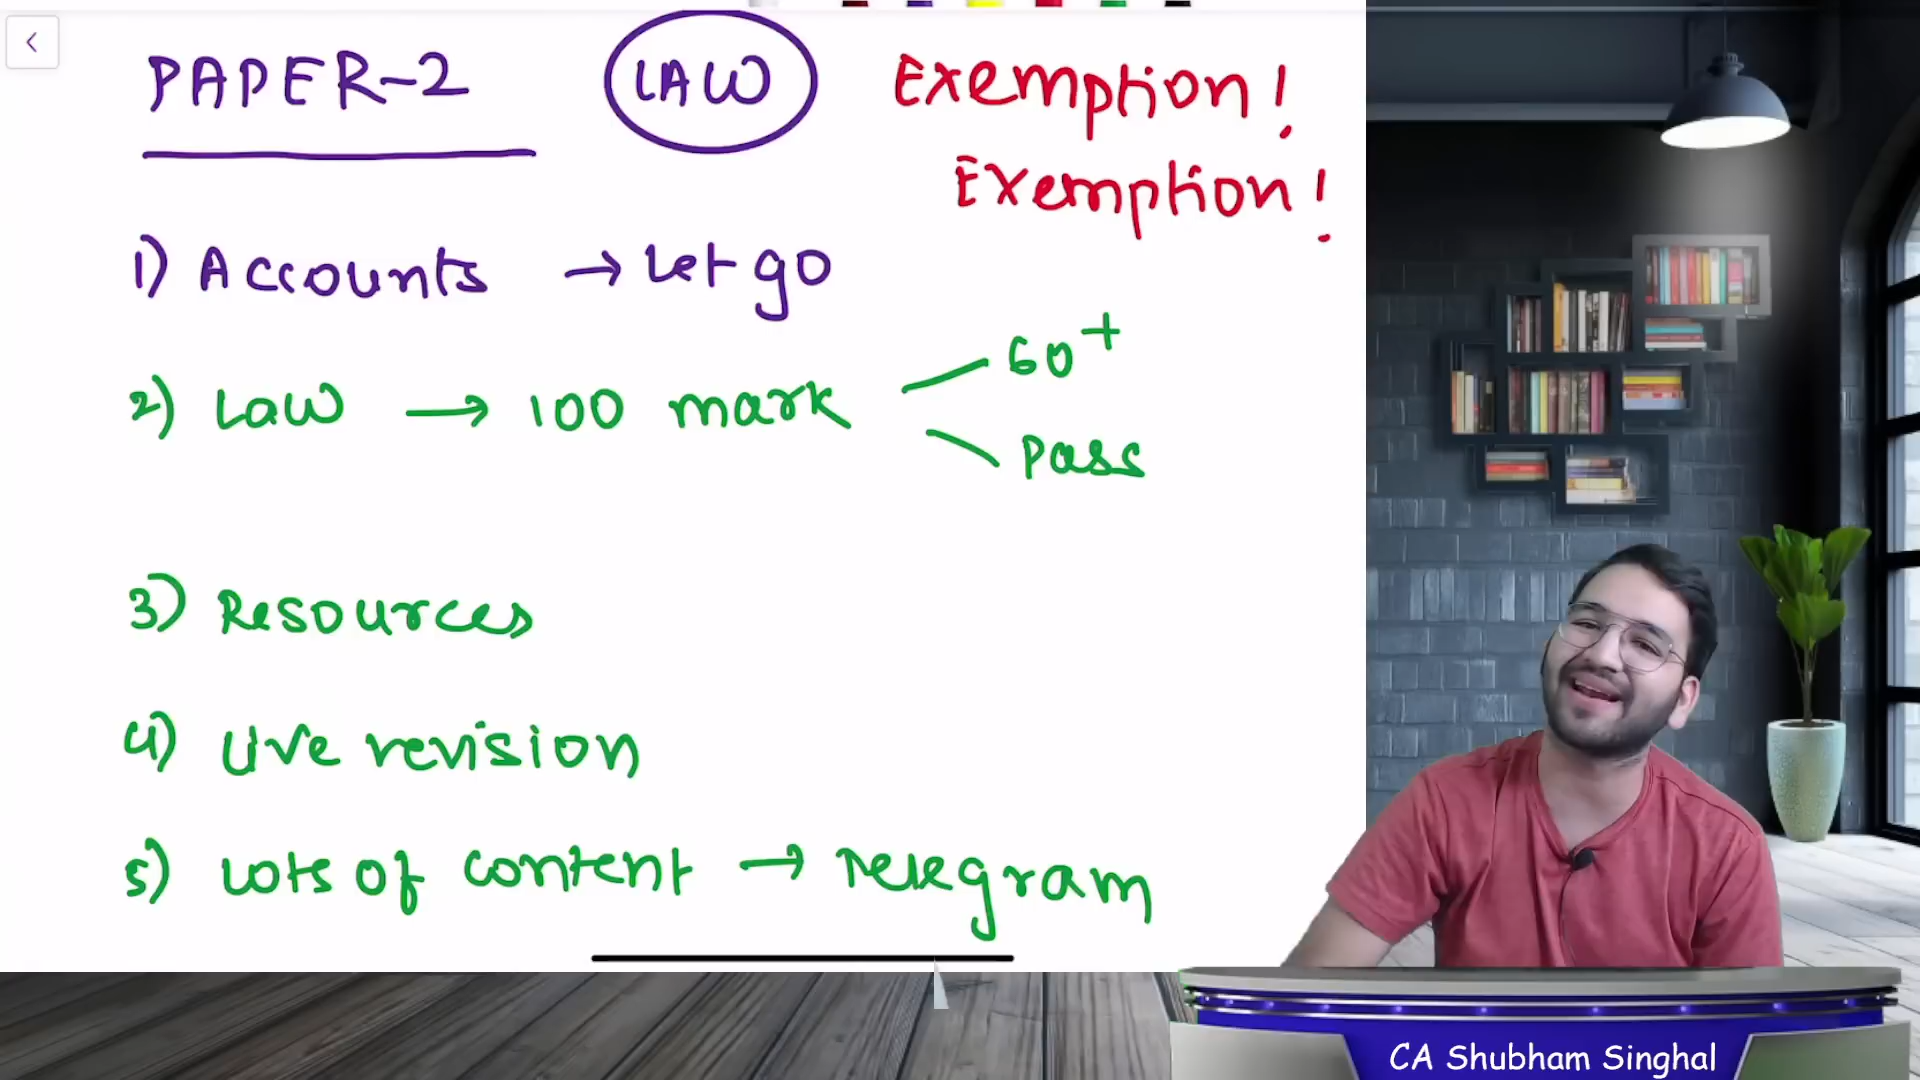 PAPER-2 LAW Exemption!
Exemption!
1) Accounts → Let go
2) Law → 100 mark
60+
Pass
3) Resources
4) Live revision
5) Lots of content → Telegram
CA Shubham Singhal